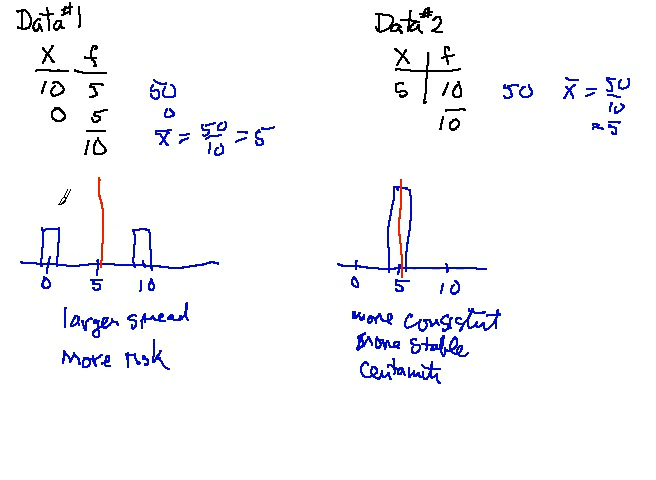 Data #1
X f
10 5 50
0 5 0
10 x̄ = 50/10 = 5
0 5 10
larger spread
More risk
Data #2
X f
5 10 50 x̄ = 50/10
10 = 5
0 5 10
more consistent
more stable